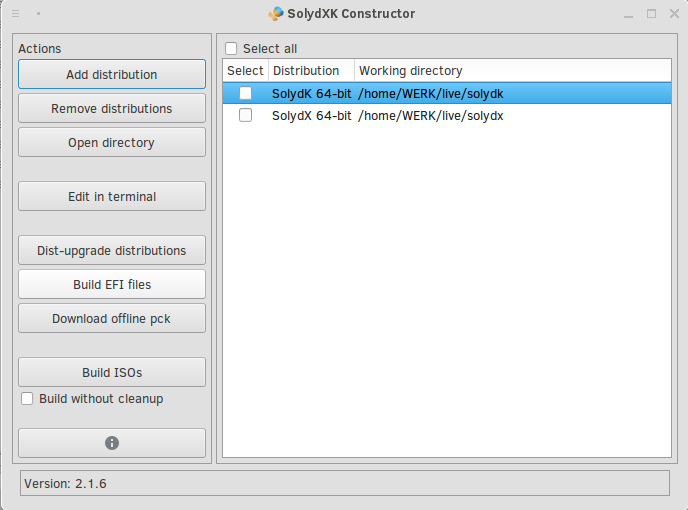 SolydXK Constructor
Actions
Add distribution
Remove distributions
Open directory
Edit in terminal
Dist-upgrade distributions
Build EFI files
Download offline pck
Build ISOs
Build without cleanup
Select all
Select Distribution Working directory
SolydK 64-bit /home/WERK/live/solydk
SolydX 64-bit /home/WERK/live/solydx
Version: 2.1.6